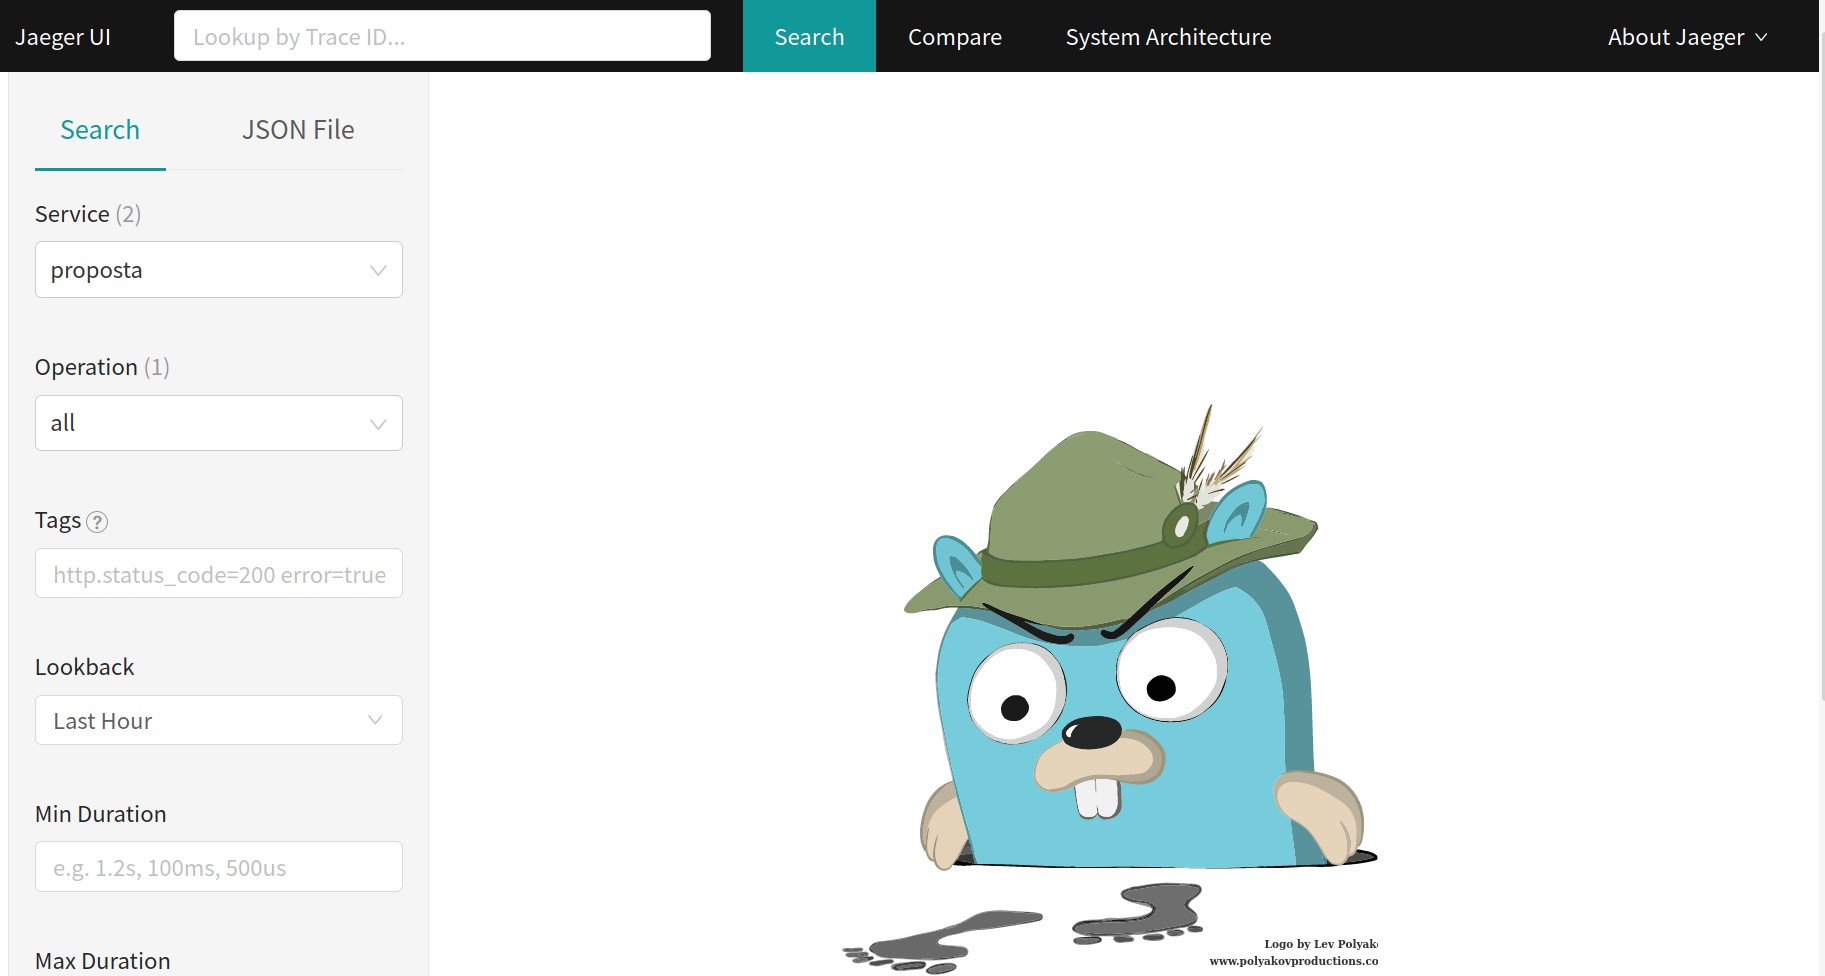 Jaeger UI
Lookup by Trace ID...
Search
Compare
System Architecture
About Jaeger
Search
JSON File
Service (2)
proposta
Operation (1)
all
Tags ?
http.status_code=200 error=true
Lookback
Last Hour
Min Duration
e.g. 1.2s, 100ms, 500us
Max Duration
Logo by Lev Polyak
www.polyakovproductions.co